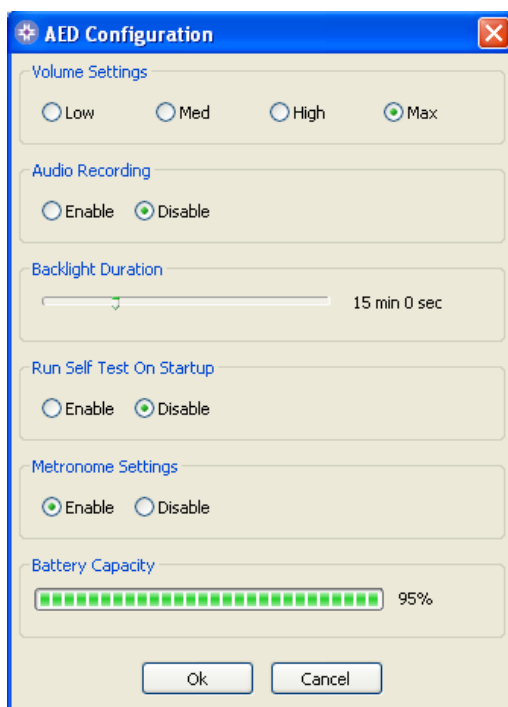 AED Configuration
Volume Settings
Low Med High Max
Audio Recording
Enable Disable
Backlight Duration
15 min 0 sec
Run Self Test On Startup
Enable Disable
Metronome Settings
Enable Disable
Battery Capacity
95%
Ok Cancel